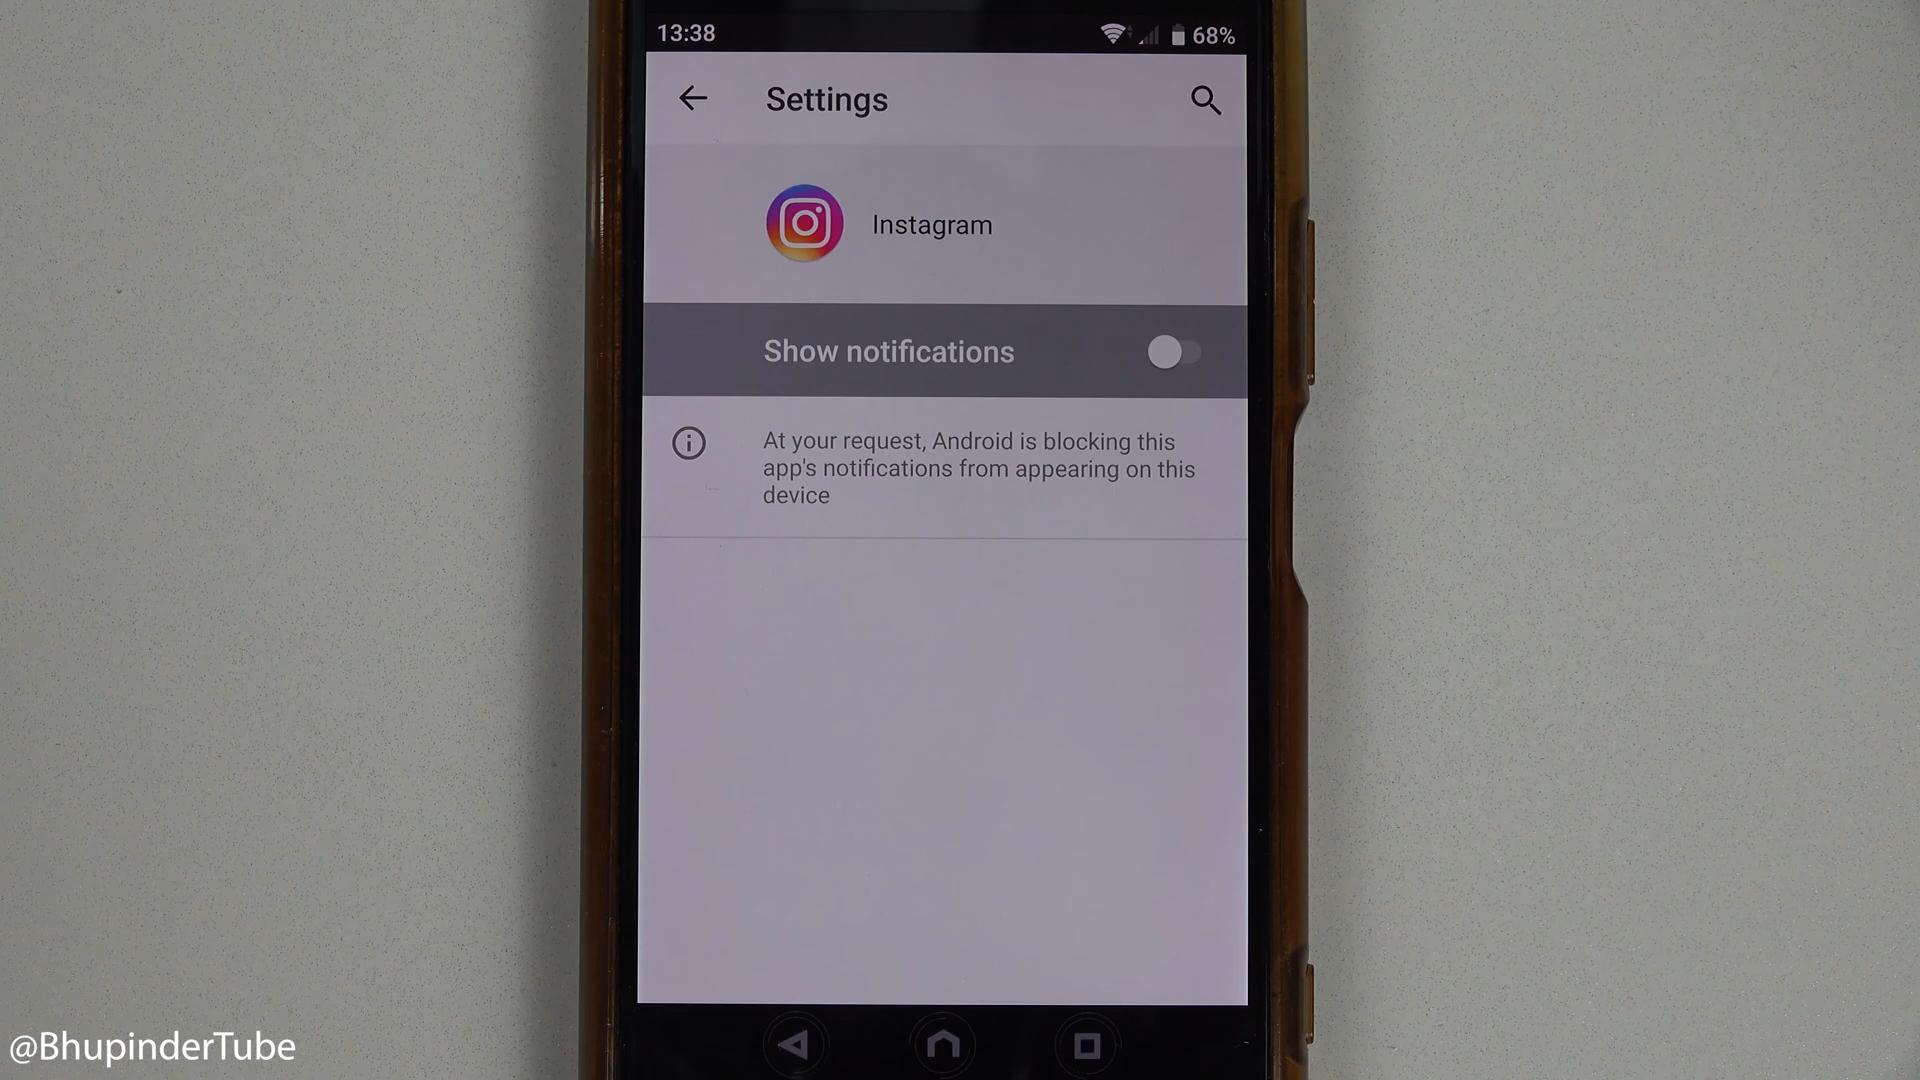 13:38
68%
Settings
Instagram
Show notifications
At your request, Android is blocking this
app's notifications from appearing on this
device
@BhupinderTube